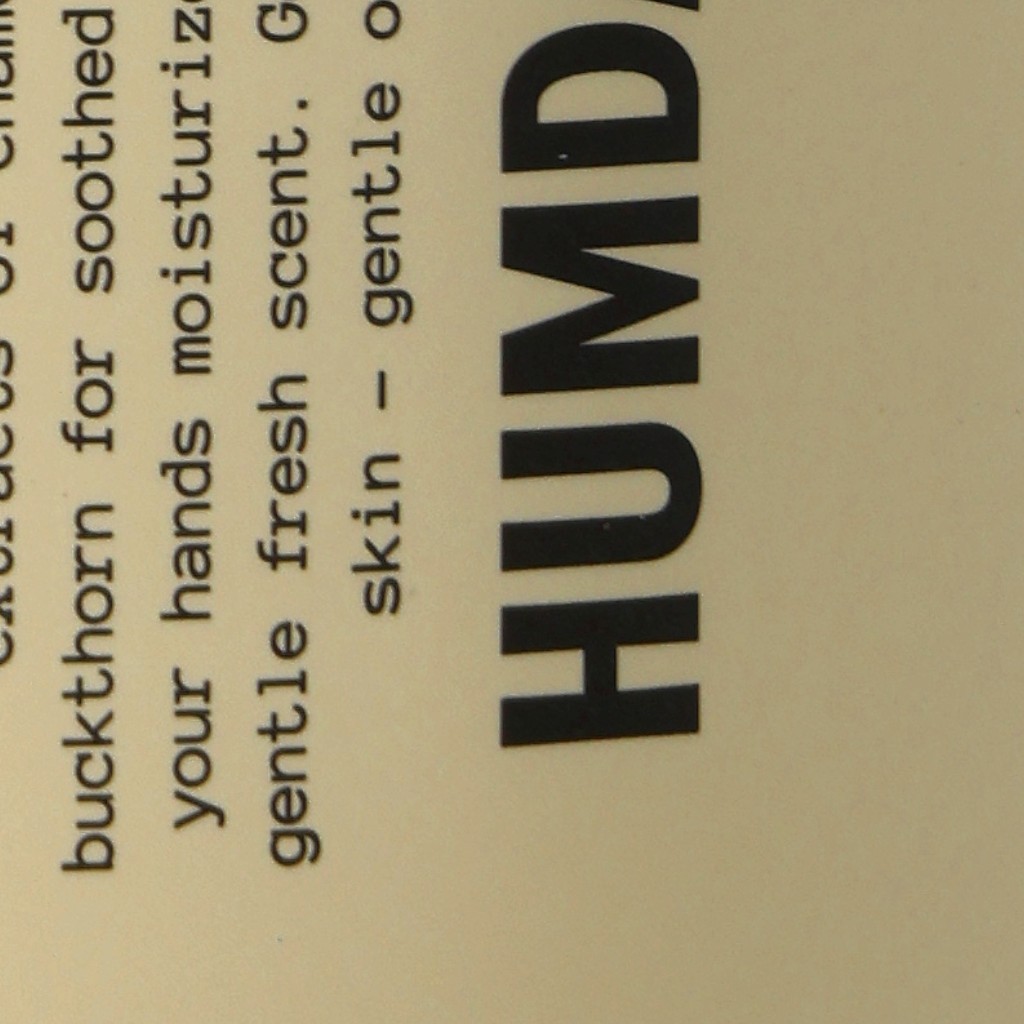 buckthorn for soothed
your hands moisturiz
gentle fresh scent. G
skin – gentle o
HUMD